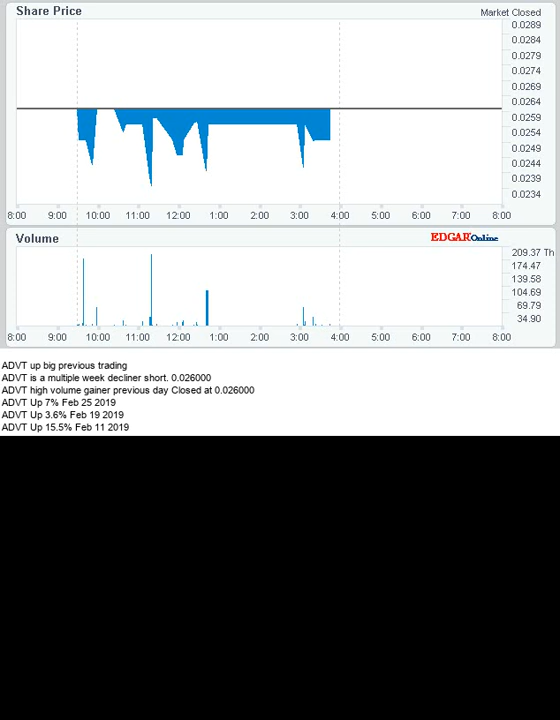 Share Price
Market Closed
0.0289
0.0284
0.0279
0.0274
0.0269
0.0264
0.0259
0.0254
0.0249
0.0244
0.0239
0.0234
8:00 9:00 10:00 11:00 12:00 1:00 2:00 3:00 4:00 5:00 6:00 7:00 8:00
Volume
EDGAR Online
209.37 Th
174.47
139.58
104.69
69.79
34.90
8:00 9:00 10:00 11:00 12:00 1:00 2:00 3:00 4:00 5:00 6:00 7:00 8:00
ADVT up big previous trading
ADVT is a multiple week decliner short. 0.026000
ADVT high volume gainer previous day Closed at 0.026000
ADVT Up 7% Feb 25 2019
ADVT Up 3.6% Feb 19 2019
ADVT Up 15.5% Feb 11 2019